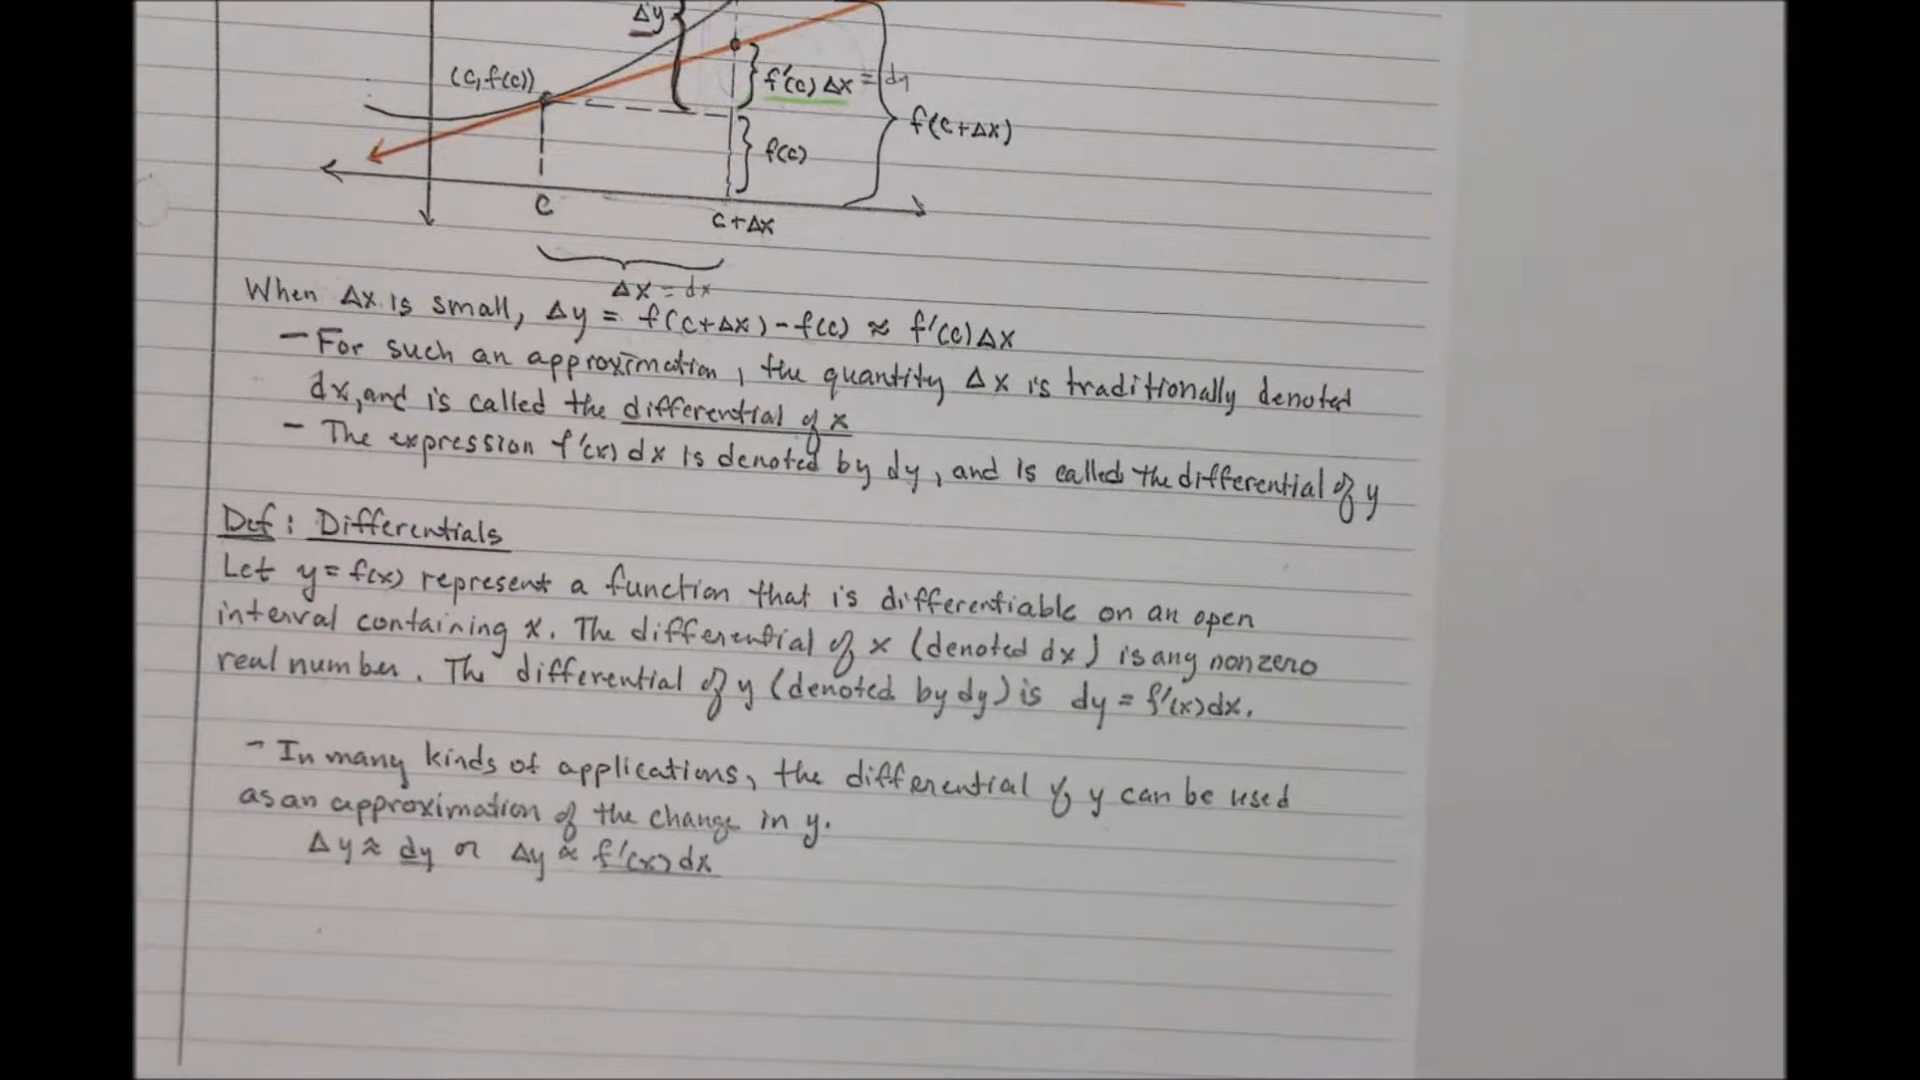 Δy
(c, f(c))
f'(c) Δx = dy
f(c+Δx)
f(c)
c
c+Δx
Δx = dx
When Δx is small, Δy = f(c+Δx) - f(c) ≈ f'(c)Δx
- For such an approximation, the quantity Δx is traditionally denoted
dx, and is called the differential of x
- The expression f'(x) dx is denoted by dy, and is called the differential of y
Def: Differentials
Let y = f(x) represent a function that is differentiable on an open
interval containing x. The differential of x (denoted dx) is any nonzero
real number. The differential of y (denoted by dy) is dy = f'(x)dx.
- In many kinds of applications, the differential of y can be used
as an approximation of the change in y.
Δy ≈ dy or Δy ≈ f'(x) dx